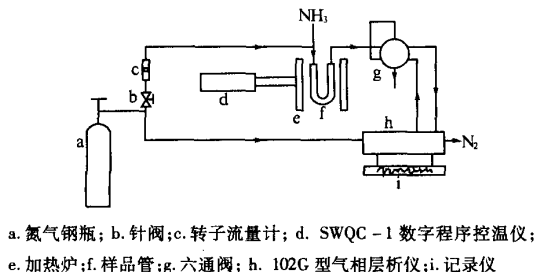 NH₃
c
b
a
d
e
f
g
h
N₂
i
a. 氮气钢瓶; b. 针阀;c. 转子流量计; d. SWQC-1 数字程序控温仪;
e. 加热炉;f. 样品管;g. 六通阀; h. 102G 型气相层析仪;i. 记录仪